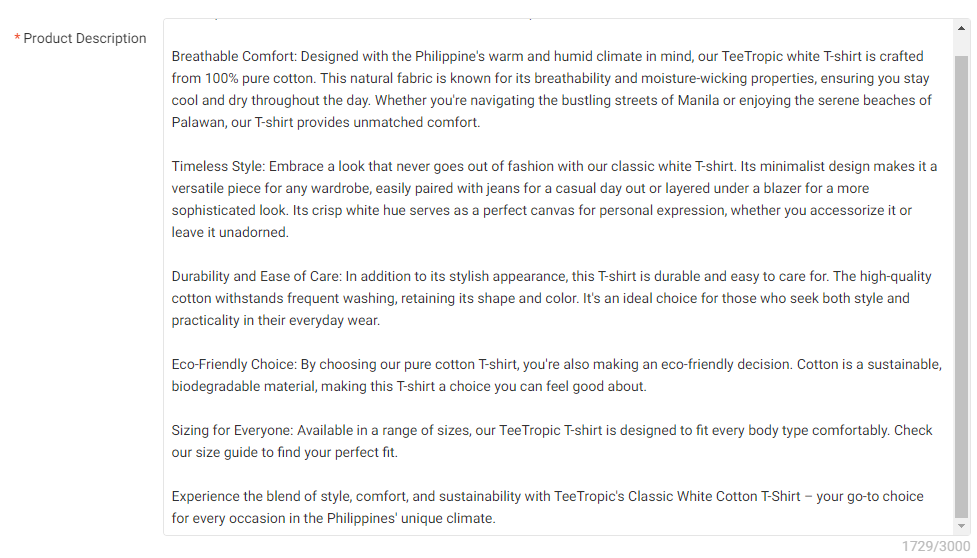 * Product Description
Breathable Comfort: Designed with the Philippine's warm and humid climate in mind, our TeeTropic white T-shirt is crafted
from 100% pure cotton. This natural fabric is known for its breathability and moisture-wicking properties, ensuring you stay
cool and dry throughout the day. Whether you're navigating the bustling streets of Manila or enjoying the serene beaches of
Palawan, our T-shirt provides unmatched comfort.
Timeless Style: Embrace a look that never goes out of fashion with our classic white T-shirt. Its minimalist design makes it a
versatile piece for any wardrobe, easily paired with jeans for a casual day out or layered under a blazer for a more
sophisticated look. Its crisp white hue serves as a perfect canvas for personal expression, whether you accessorize it or
leave it unadorned.
Durability and Ease of Care: In addition to its stylish appearance, this T-shirt is durable and easy to care for. The high-quality
cotton withstands frequent washing, retaining its shape and color. It's an ideal choice for those who seek both style and
practicality in their everyday wear.
Eco-Friendly Choice: By choosing our pure cotton T-shirt, you're also making an eco-friendly decision. Cotton is a sustainable,
biodegradable material, making this T-shirt a choice you can feel good about.
Sizing for Everyone: Available in a range of sizes, our TeeTropic T-shirt is designed to fit every body type comfortably. Check
our size guide to find your perfect fit.
Experience the blend of style, comfort, and sustainability with TeeTropic's Classic White Cotton T-Shirt – your go-to choice
for every occasion in the Philippines' unique climate.
1729/3000